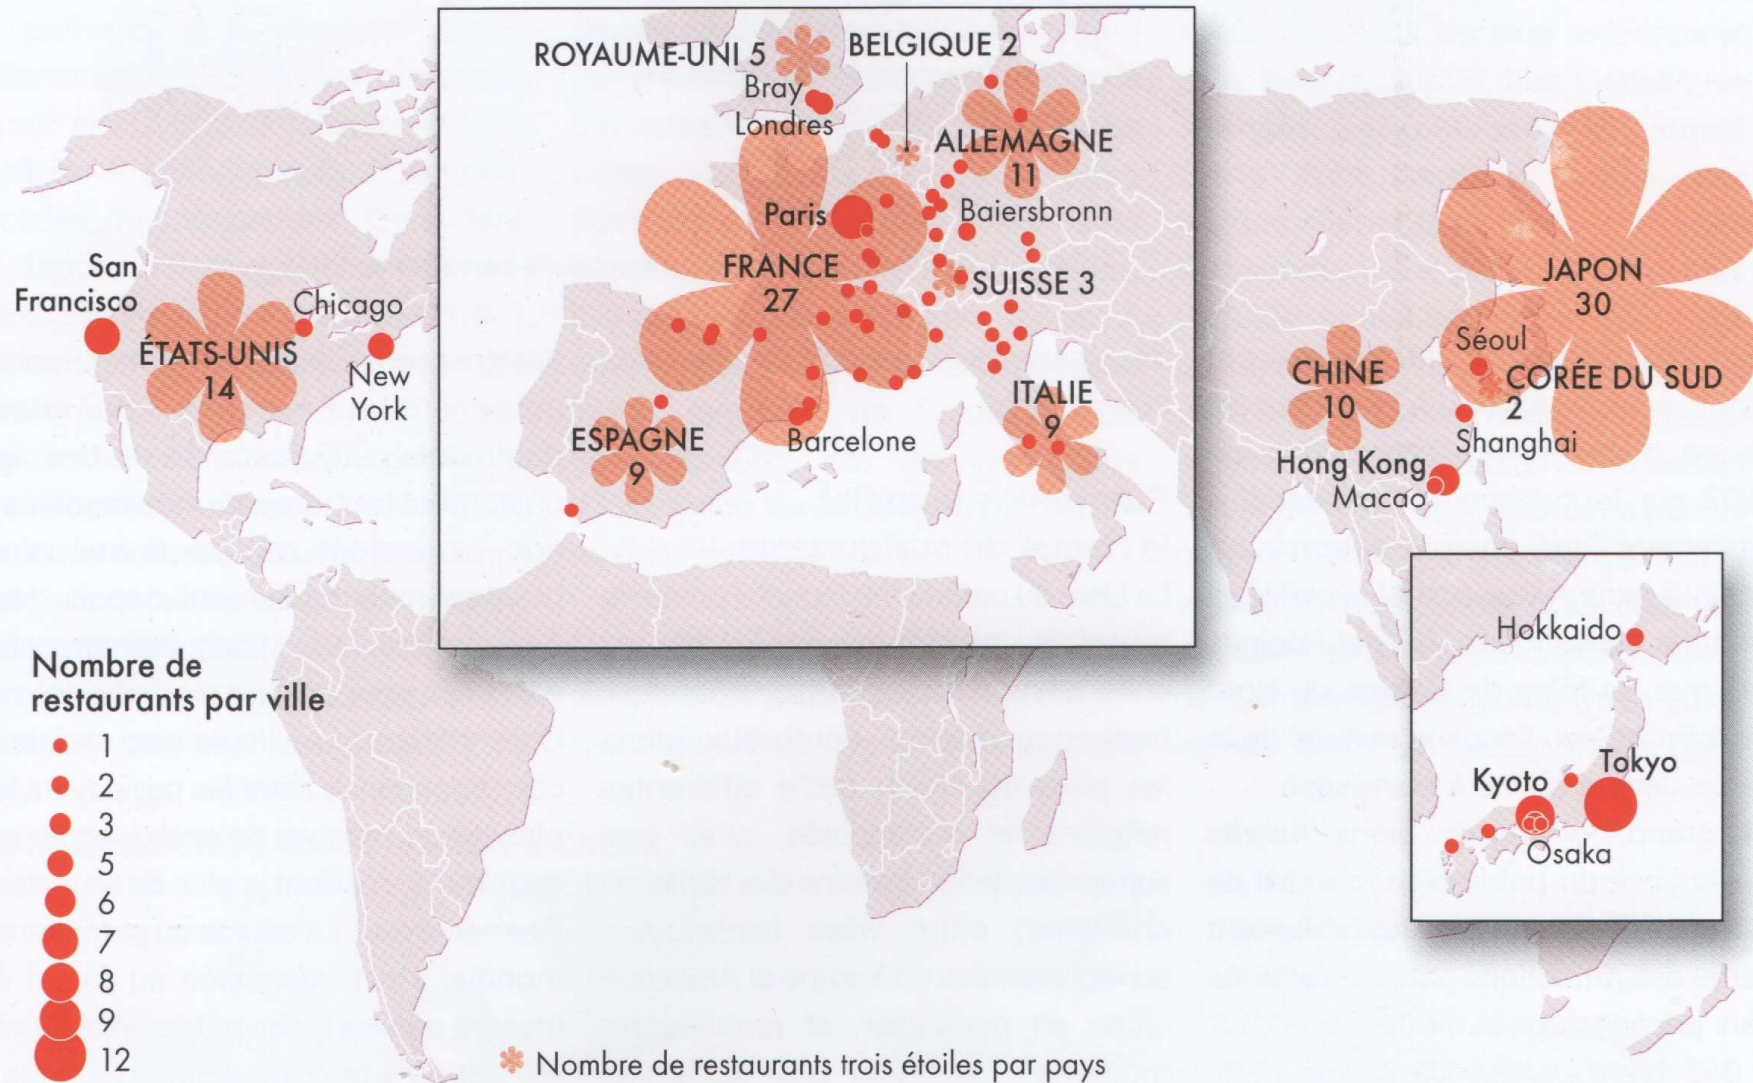 ROYAUME-UNI 5
BELGIQUE 2
Bray
Londres
ALLEMAGNE
11
Paris
Baiersbronn
FRANCE
27
SUISSE 3
ITALIE
9
ESPAGNE
9
Barcelone
San
Francisco
Chicago
ÉTATS-UNIS
14
New
York
JAPON
30
Séoul
CHINE
10
CORÉE DU SUD
2
Shanghai
Hong Kong
Macao
Hokkaido
Tokyo
Kyoto
Osaka
Nombre de
restaurants par ville
1
2
3
5
6
7
8
9
12
Nombre de restaurants trois étoiles par pays